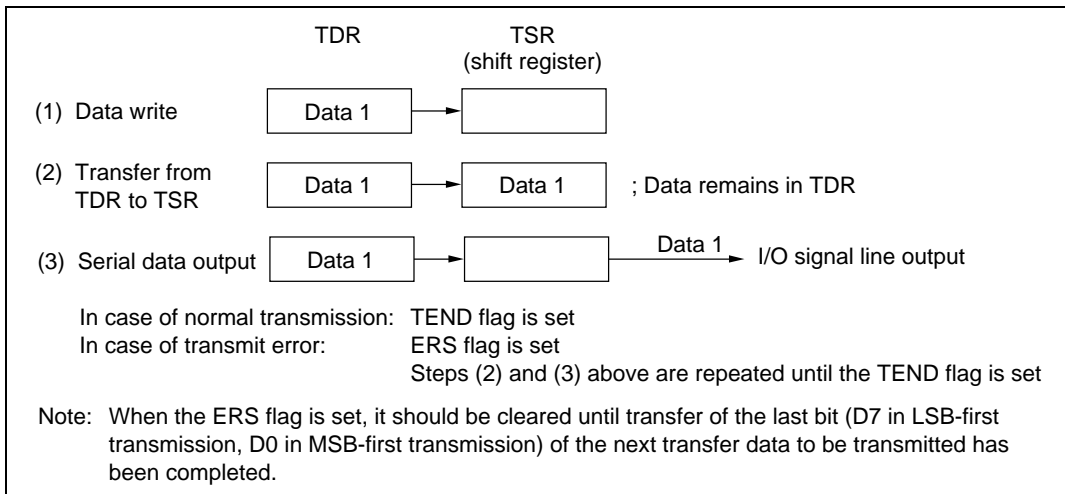 TDR TSR
(shift register)
(1) Data write Data 1
(2) Transfer from
TDR to TSR Data 1 Data 1 ; Data remains in TDR
(3) Serial data output Data 1 Data 1 I/O signal line output
In case of normal transmission: TEND flag is set
In case of transmit error: ERS flag is set
Steps (2) and (3) above are repeated until the TEND flag is set
Note: When the ERS flag is set, it should be cleared until transfer of the last bit (D7 in LSB-first
transmission, D0 in MSB-first transmission) of the next transfer data to be transmitted has
been completed.